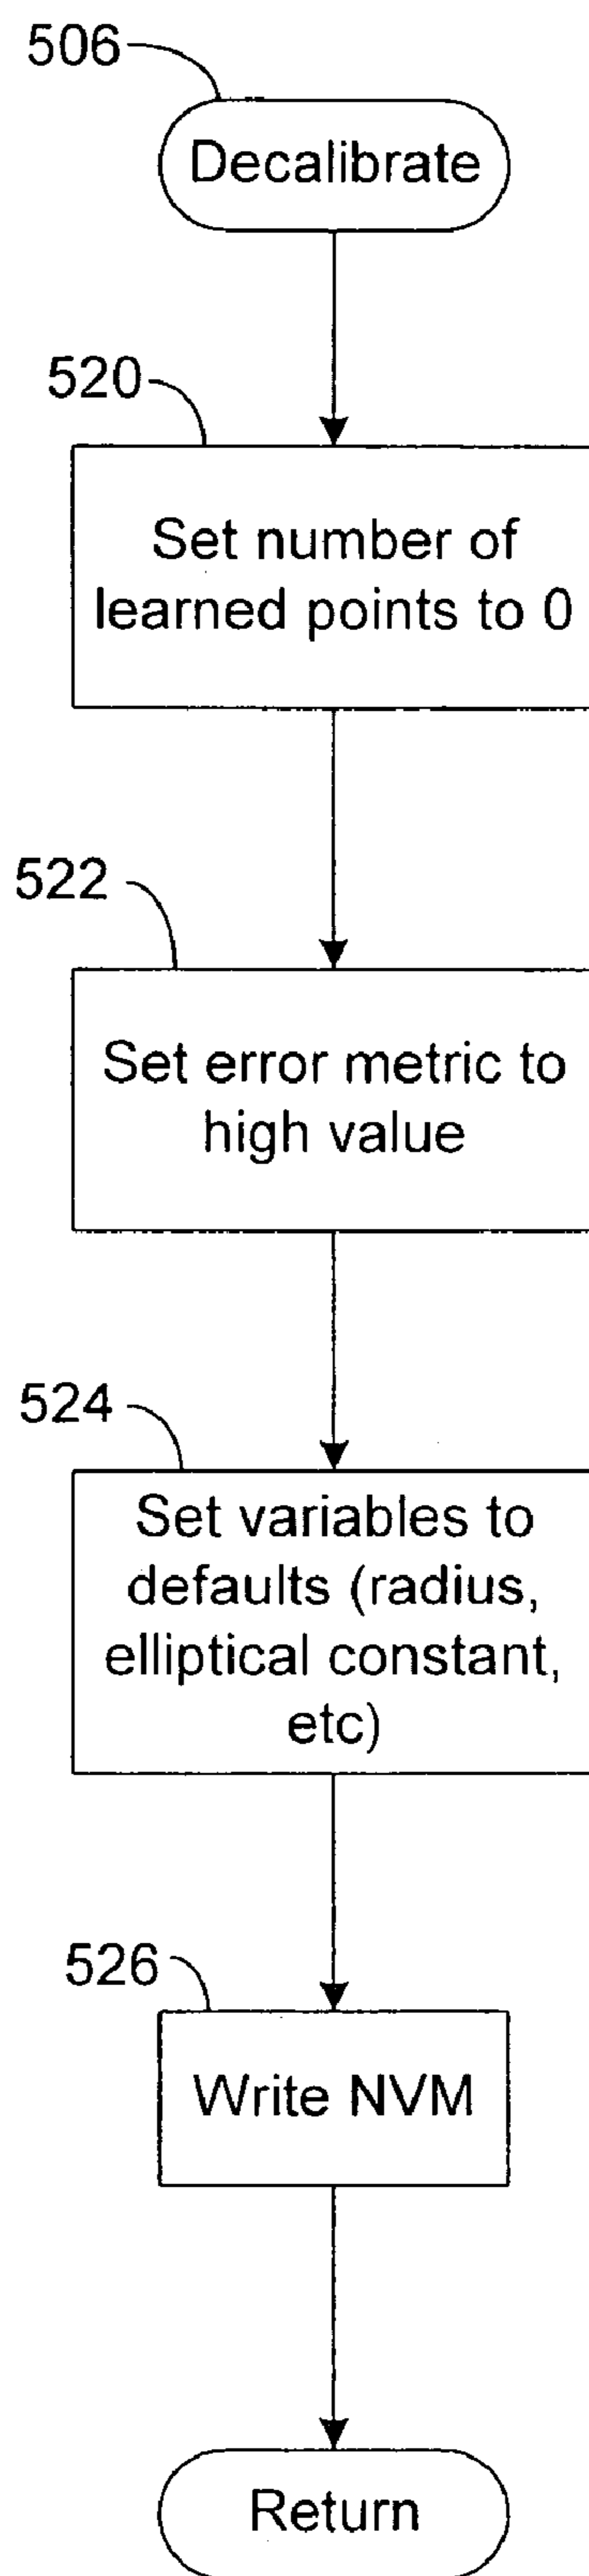 506
Decalibrate
520
Set number of
learned points to 0
522
Set error metric to
high value
524
Set variables to
defaults (radius,
elliptical constant,
etc)
526
Write NVM
Return